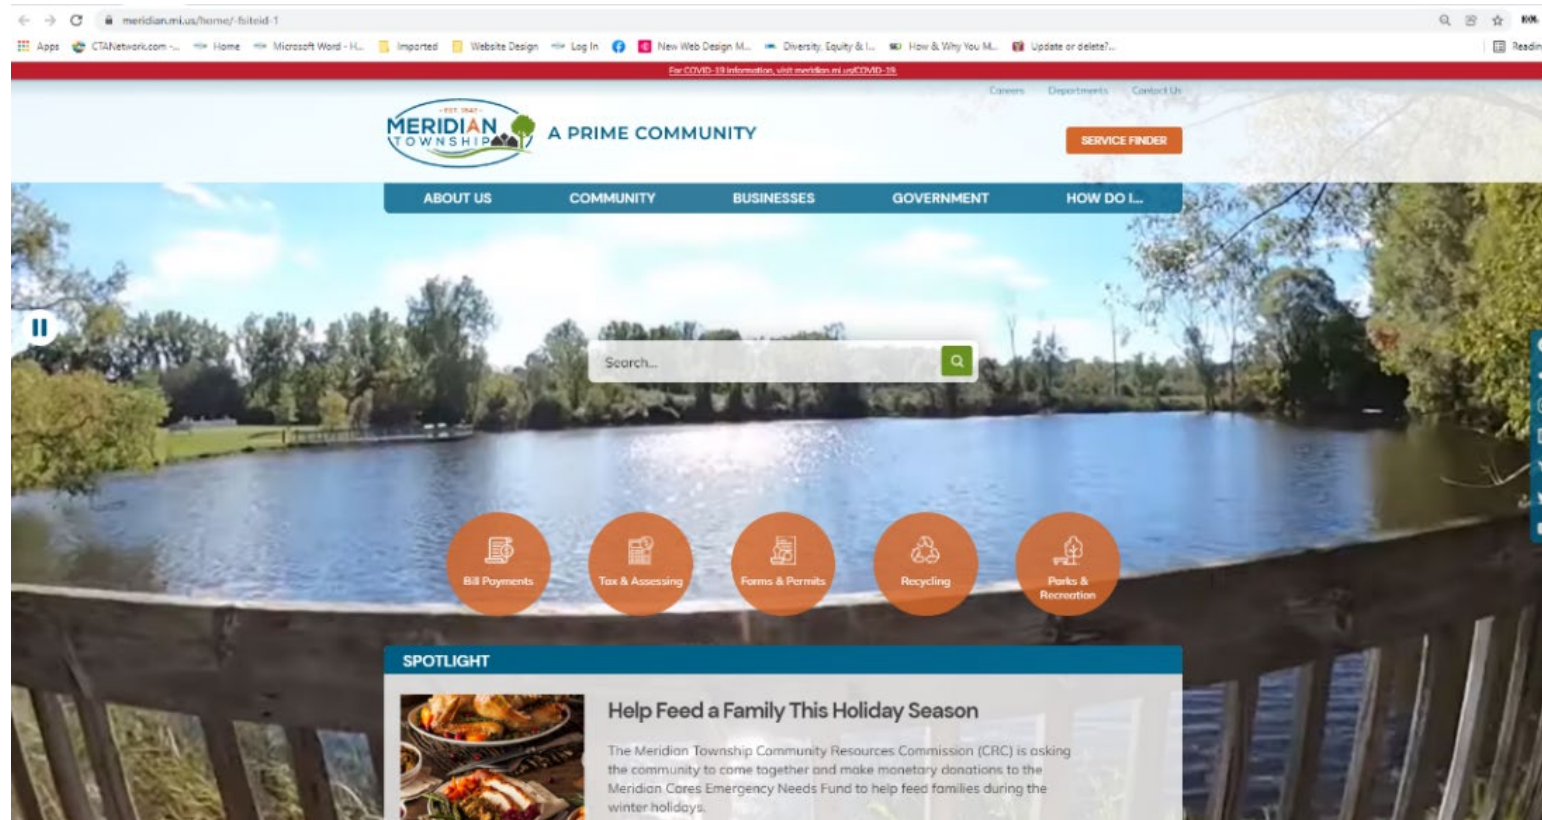 meridian.mi.us/home/-fsiteid-1
Apps CTANetwork.com -... Home Microsoft Word - H... Imported Website Design Log In New Web Design M... Diversity, Equity & I... How & Why You M... Update or delete?... Readin
For COVID-19 information, visit meridian.mi.us/COVID-19.
Careers Departments Contact Us
EST. 1842
MERIDIAN
TOWNSHIP
A PRIME COMMUNITY
SERVICE FINDER
ABOUT US COMMUNITY BUSINESSES GOVERNMENT HOW DO I...
Search...
Bill Payments Tax & Assessing Forms & Permits Recycling Parks &
Recreation
SPOTLIGHT
Help Feed a Family This Holiday Season
The Meridian Township Community Resources Commission (CRC) is asking
the community to come together and make monetary donations to the
Meridian Cares Emergency Needs Fund to help feed families during the
winter holidays.